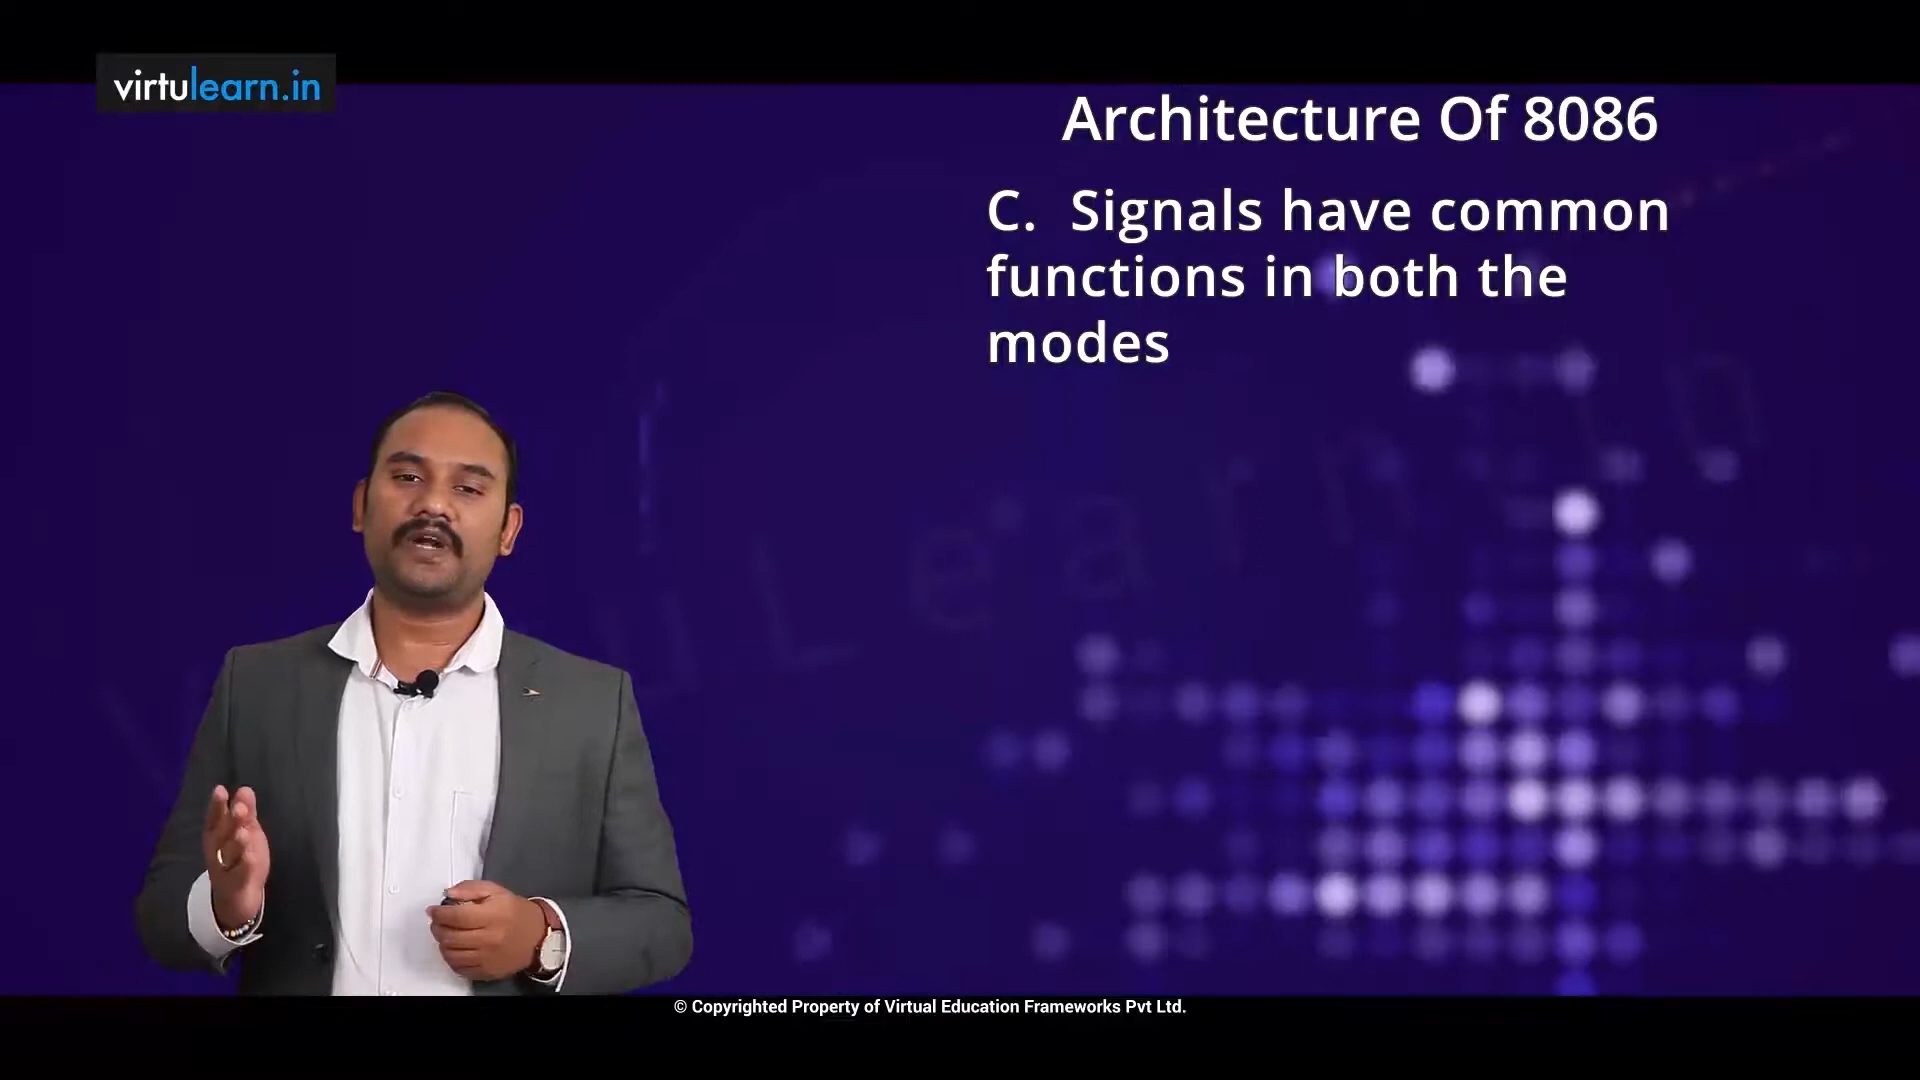 virtulearn.in
Architecture Of 8086
C. Signals have common
functions in both the
modes
© Copyrighted Property of Virtual Education Frameworks Pvt Ltd.